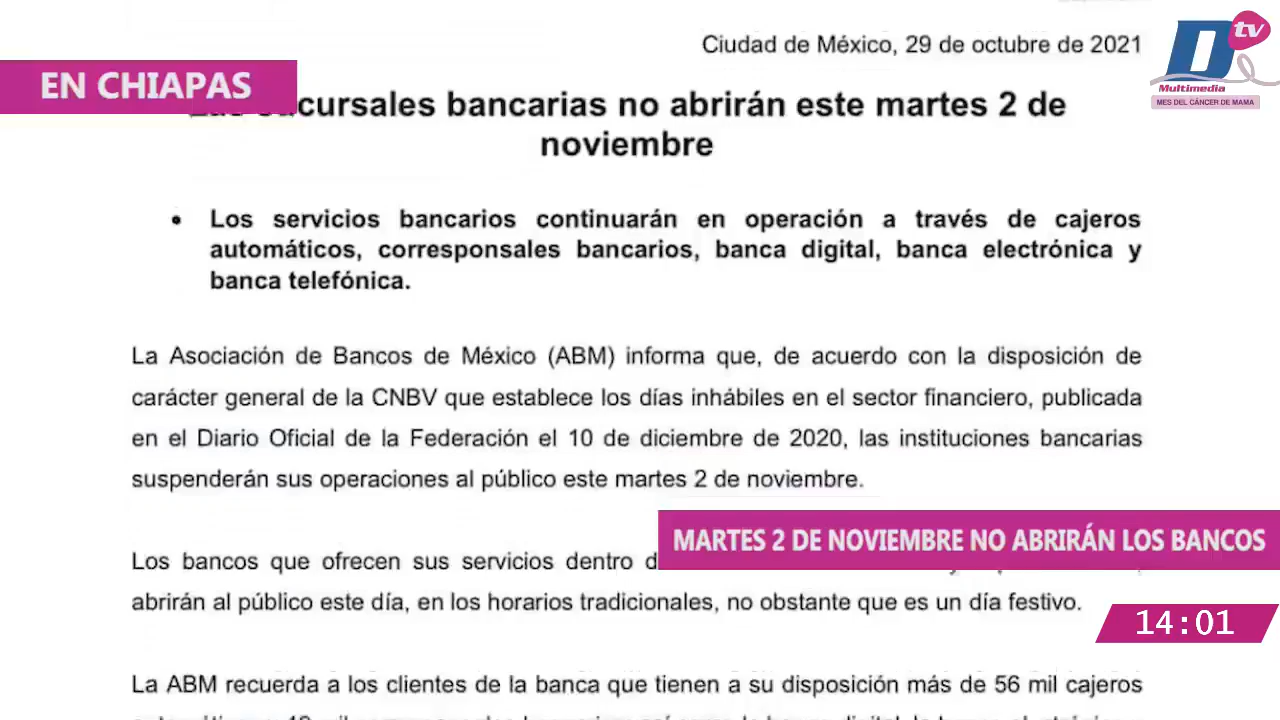 Ciudad de México, 29 de octubre de 2021
tv
Multimedia
MES DEL CÁNCER DE MAMA
EN CHIAPAS
sucursales bancarias no abrirán este martes 2 de
noviembre
• Los servicios bancarios continuarán en operación a través de cajeros
automáticos, corresponsales bancarios, banca digital, banca electrónica y
banca telefónica.
La Asociación de Bancos de México (ABM) informa que, de acuerdo con la disposición de
carácter general de la CNBV que establece los días inhábiles en el sector financiero, publicada
en el Diario Oficial de la Federación el 10 de diciembre de 2020, las instituciones bancarias
suspenderán sus operaciones al público este martes 2 de noviembre.
MARTES 2 DE NOVIEMBRE NO ABRIRÁN LOS BANCOS
Los bancos que ofrecen sus servicios dentro
abrirán al público este día, en los horarios tradicionales, no obstante que es un día festivo.
14:01
La ABM recuerda a los clientes de la banca que tienen a su disposición más de 56 mil cajeros